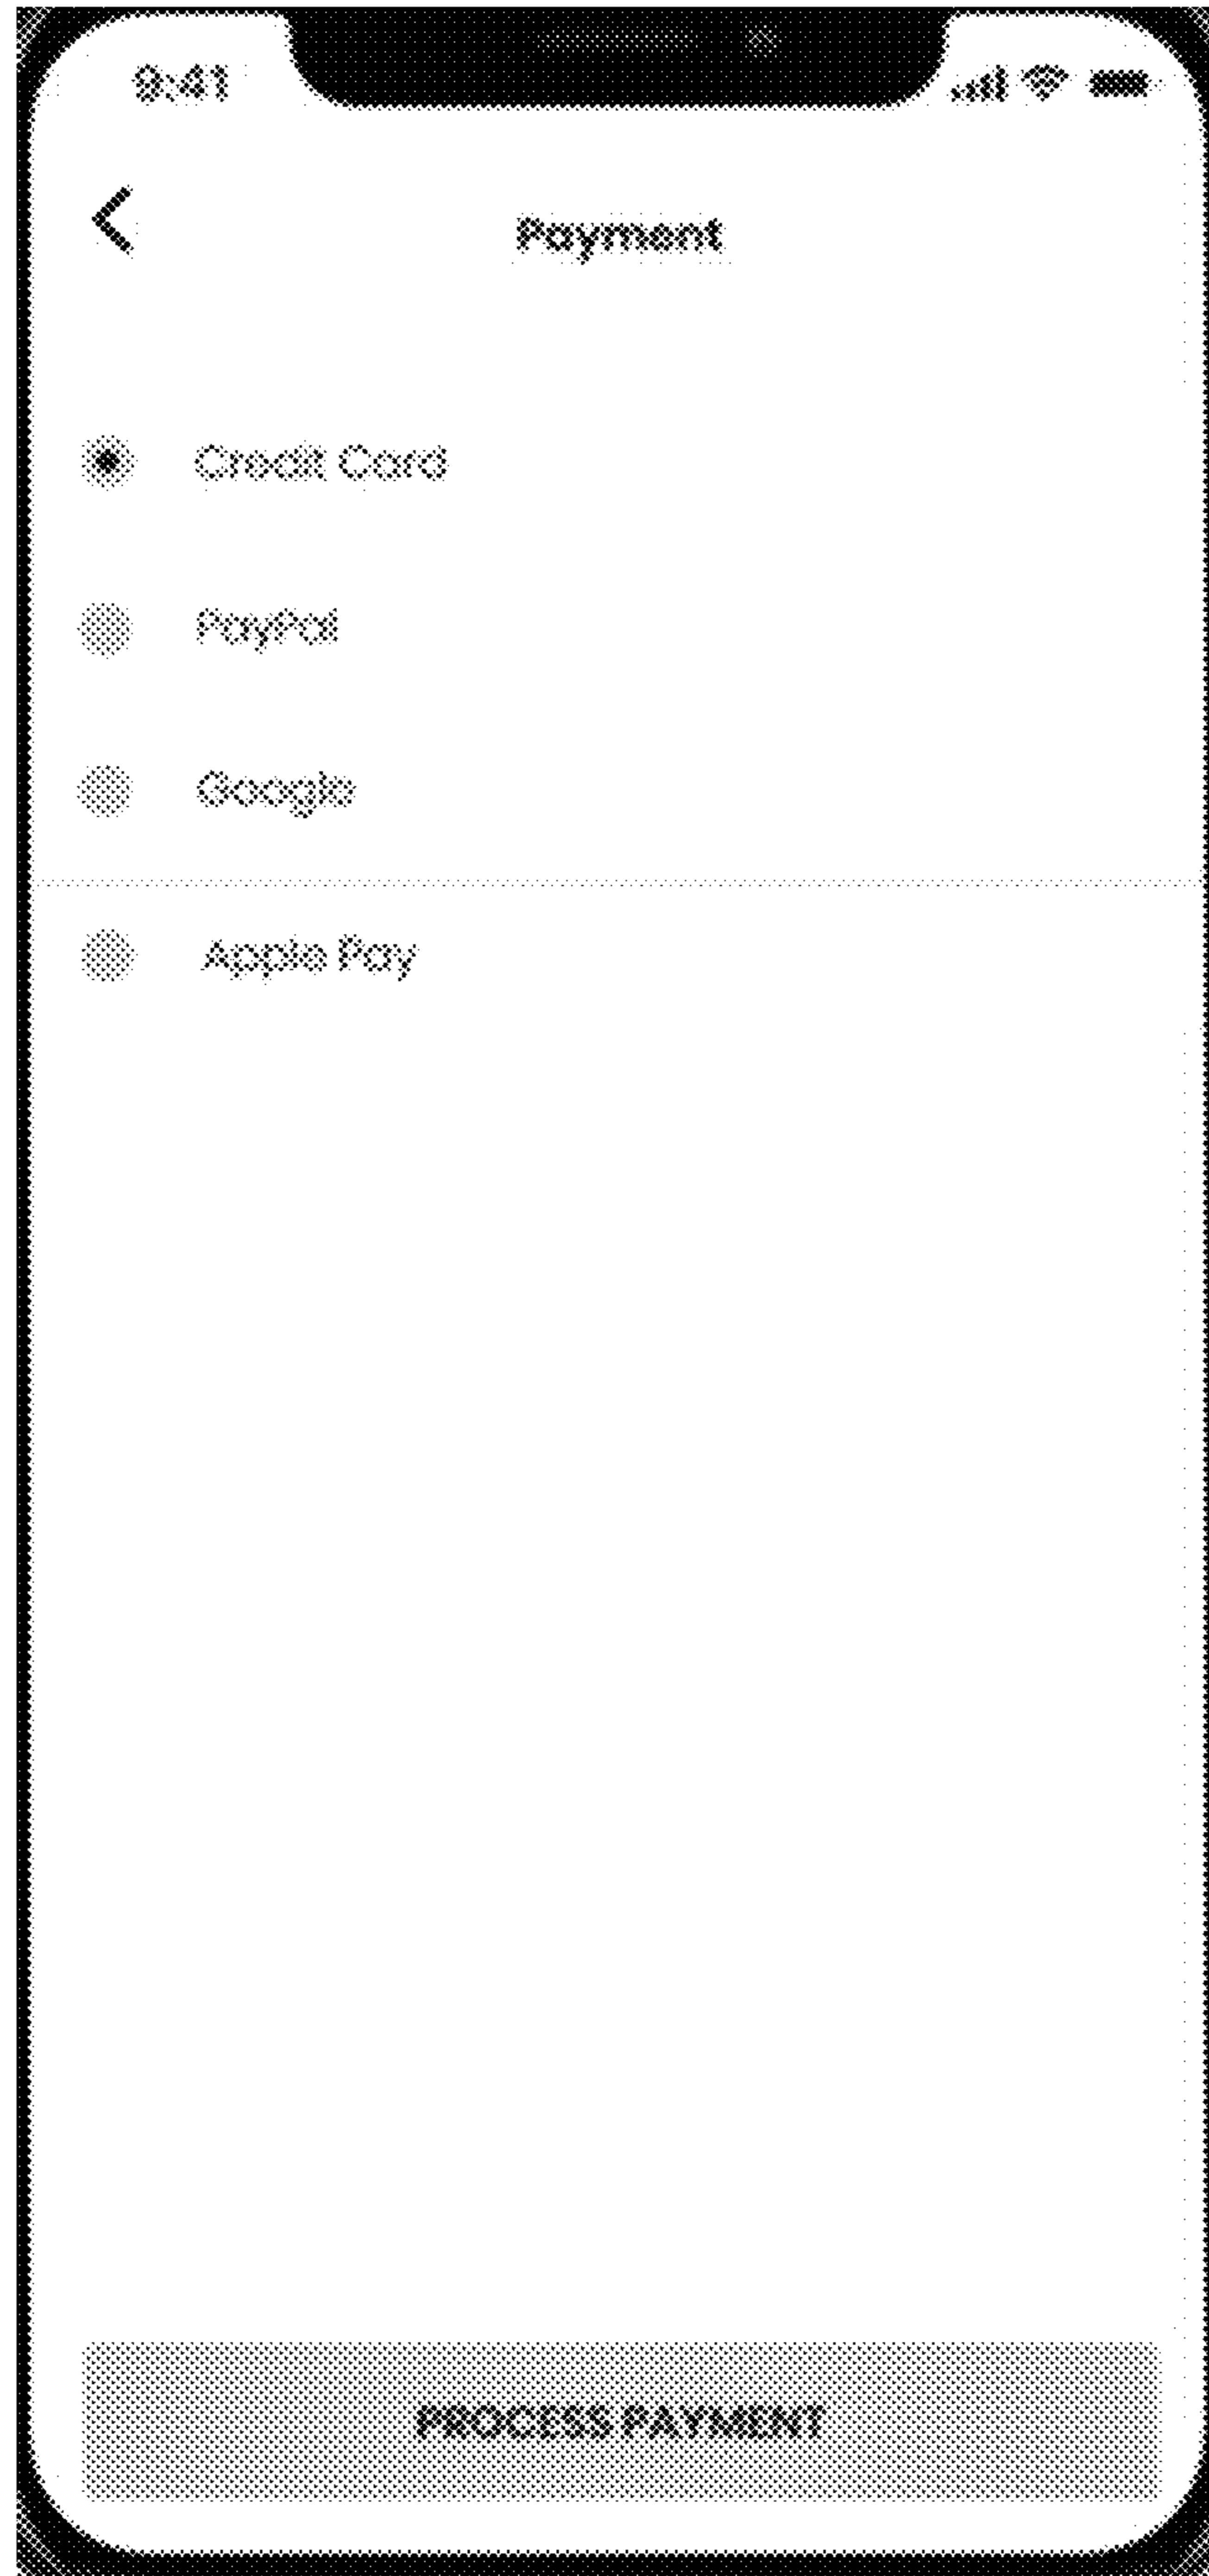 9:41
Payment
Credit Card
PayPal
Google
Apple Pay
PROCESS PAYMENT